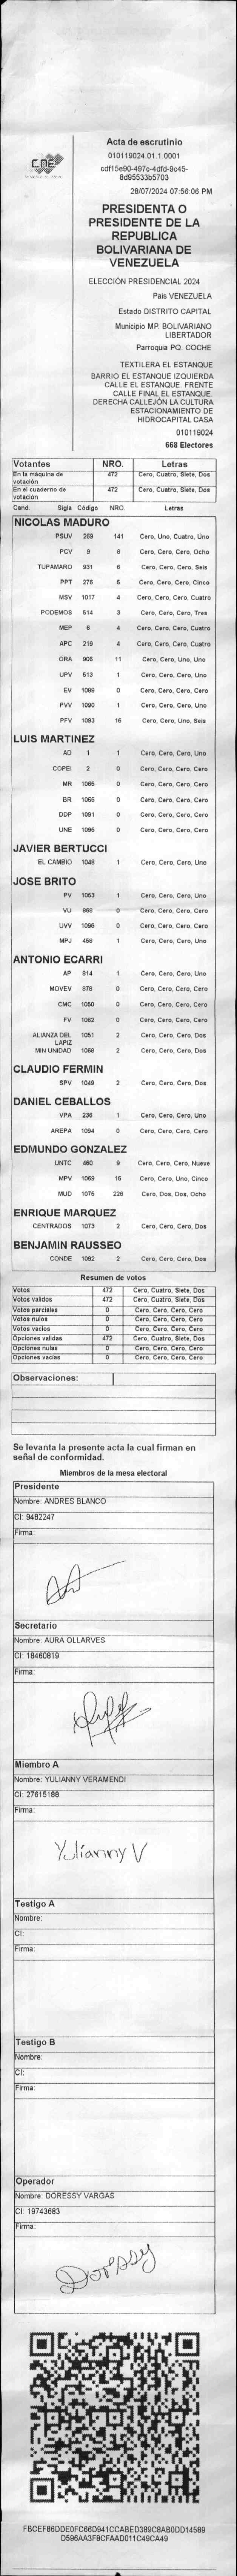 CNE
Acta de escrutinio
010119024.01.1.0001
cdf15e90-497c-4dfd-9c45-
8d95533b5703
28/07/2024 07:56:06 PM
PRESIDENTA O
PRESIDENTE DE LA
REPUBLICA
BOLIVARIANA DE
VENEZUELA
ELECCIÓN PRESIDENCIAL 2024
Pais VENEZUELA
Estado DISTRITO CAPITAL
Municipio MP. BOLIVARIANO
LIBERTADOR
Parroquia PQ. COCHE
TEXTILERA EL ESTANQUE
BARRIO EL ESTANQUE IZQUIERDA
CALLE EL ESTANQUE. FRENTE
CALLE FINAL EL ESTANQUE.
DERECHA CALLEJÓN LA CULTURA
ESTACIONAMIENTO DE
HIDROCAPITAL CASA
010119024
668 Electores
Votantes NRO. Letras
En la máquina de votación 472 Cero, Cuatro, Siete, Dos
En el cuaderno de votación 472 Cero, Cuatro, Siete, Dos
Cand. Sigla Código NRO. Letras
NICOLAS MADURO
PSUV 269 141 Cero, Uno, Cuatro, Uno
PCV 9 8 Cero, Cero, Cero, Ocho
TUPAMARO 931 6 Cero, Cero, Cero, Seis
PPT 276 5 Cero, Cero, Cero, Cinco
MSV 1017 4 Cero, Cero, Cero, Cuatro
PODEMOS 514 3 Cero, Cero, Cero, Tres
MEP 6 4 Cero, Cero, Cero, Cuatro
APC 219 4 Cero, Cero, Cero, Cuatro
ORA 906 11 Cero, Cero, Uno, Uno
UPV 613 1 Cero, Cero, Cero, Uno
EV 1089 0 Cero, Cero, Cero, Cero
PVV 1090 1 Cero, Cero, Cero, Uno
PFV 1093 16 Cero, Cero, Uno, Seis
LUIS MARTINEZ
AD 1 1 Cero, Cero, Cero, Uno
COPEI 2 0 Cero, Cero, Cero, Cero
MR 1065 0 Cero, Cero, Cero, Cero
BR 1066 0 Cero, Cero, Cero, Cero
DDP 1091 0 Cero, Cero, Cero, Cero
UNE 1095 0 Cero, Cero, Cero, Cero
JAVIER BERTUCCI
EL CAMBIO 1048 1 Cero, Cero, Cero, Uno
JOSE BRITO
PV 1053 1 Cero, Cero, Cero, Uno
VU 868 0 Cero, Cero, Cero, Cero
UVV 1096 0 Cero, Cero, Cero, Cero
MPJ 458 1 Cero, Cero, Cero, Uno
ANTONIO ECARRI
AP 814 1 Cero, Cero, Cero, Uno
MOVEV 878 0 Cero, Cero, Cero, Cero
CMC 1050 0 Cero, Cero, Cero, Cero
FV 1062 0 Cero, Cero, Cero, Cero
ALIANZA DEL LAPIZ 1051 2 Cero, Cero, Cero, Dos
MIN UNIDAD 1068 2 Cero, Cero, Cero, Dos
CLAUDIO FERMIN
SPV 1049 2 Cero, Cero, Cero, Dos
DANIEL CEBALLOS
VPA 236 1 Cero, Cero, Cero, Uno
AREPA 1094 0 Cero, Cero, Cero, Cero
EDMUNDO GONZALEZ
UNTC 460 9 Cero, Cero, Cero, Nueve
MPV 1069 15 Cero, Cero, Uno, Cinco
MUD 1075 228 Cero, Dos, Dos, Ocho
ENRIQUE MARQUEZ
CENTRADOS 1073 2 Cero, Cero, Cero, Dos
BENJAMIN RAUSSEO
CONDE 1092 2 Cero, Cero, Cero, Dos
Resumen de votos
Votos 472 Cero, Cuatro, Siete, Dos
Votos validos 472 Cero, Cuatro, Siete, Dos
Votos parciales 0 Cero, Cero, Cero, Cero
Votos nulos 0 Cero, Cero, Cero, Cero
Votos vacios 0 Cero, Cero, Cero, Cero
Opciones validas 472 Cero, Cuatro, Siete, Dos
Opciones nulas 0 Cero, Cero, Cero, Cero
Opciones vacias 0 Cero, Cero, Cero, Cero
Observaciones:
Se levanta la presente acta la cual firman en
señal de conformidad.
Miembros de la mesa electoral
Presidente
Nombre: ANDRES BLANCO
CI: 9482247
Firma:
Secretario
Nombre: AURA OLLARVES
CI: 18460819
Firma:
Miembro A
Nombre: YULIANNY VERAMENDI
CI: 27615188
Firma:
Yulianny V
Testigo A
Nombre:
CI:
Firma:
Testigo B
Nombre:
CI:
Firma:
Operador
Nombre: DORESSY VARGAS
CI: 19743683
Firma:
Doressy
FBCEF86DDE0FC66D941CCABED389C8AB0DD14589
D596AA3F8CFAAD011C49CA49